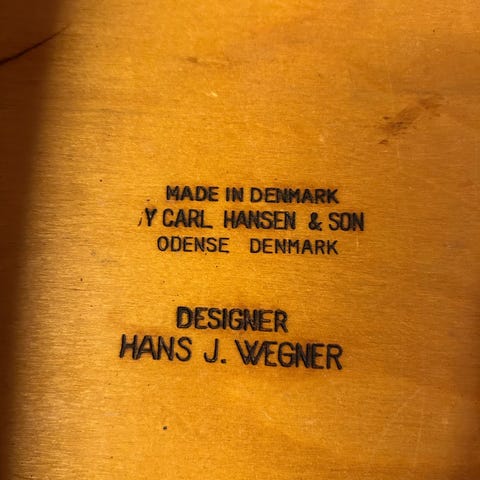 MADE IN DENMARK
Y CARL HANSEN & SON
ODENSE DENMARK
DESIGNER
HANS J. WEGNER